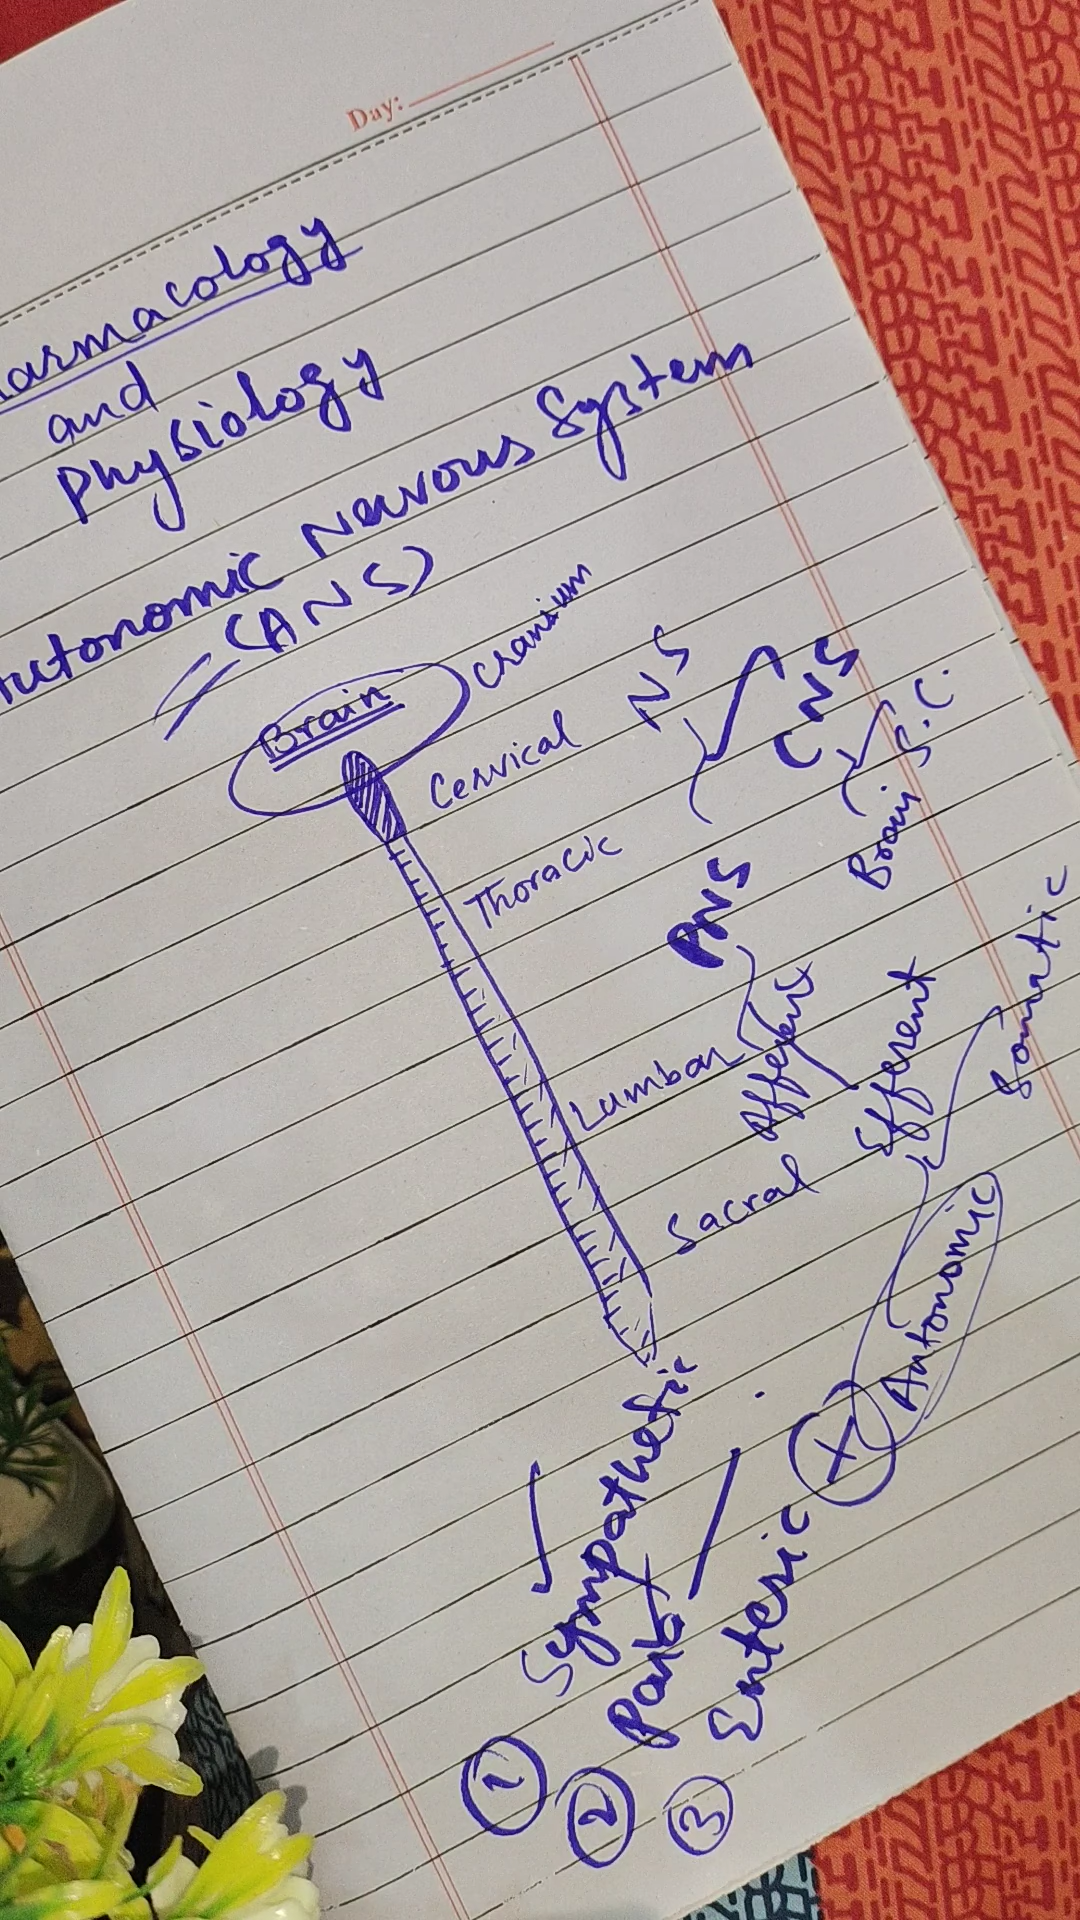 Day:
armacology
and
Physiology
utonomic Nervous System
(ANS)
Brain
Cranium
Cervical
Thoracic
Lumbar
Sacral
NS
CNS
Brain S.C.
PNS
Afferent
Efferent
Somatic
Autonomic
① Sympathetic
② Para
③ Enteric